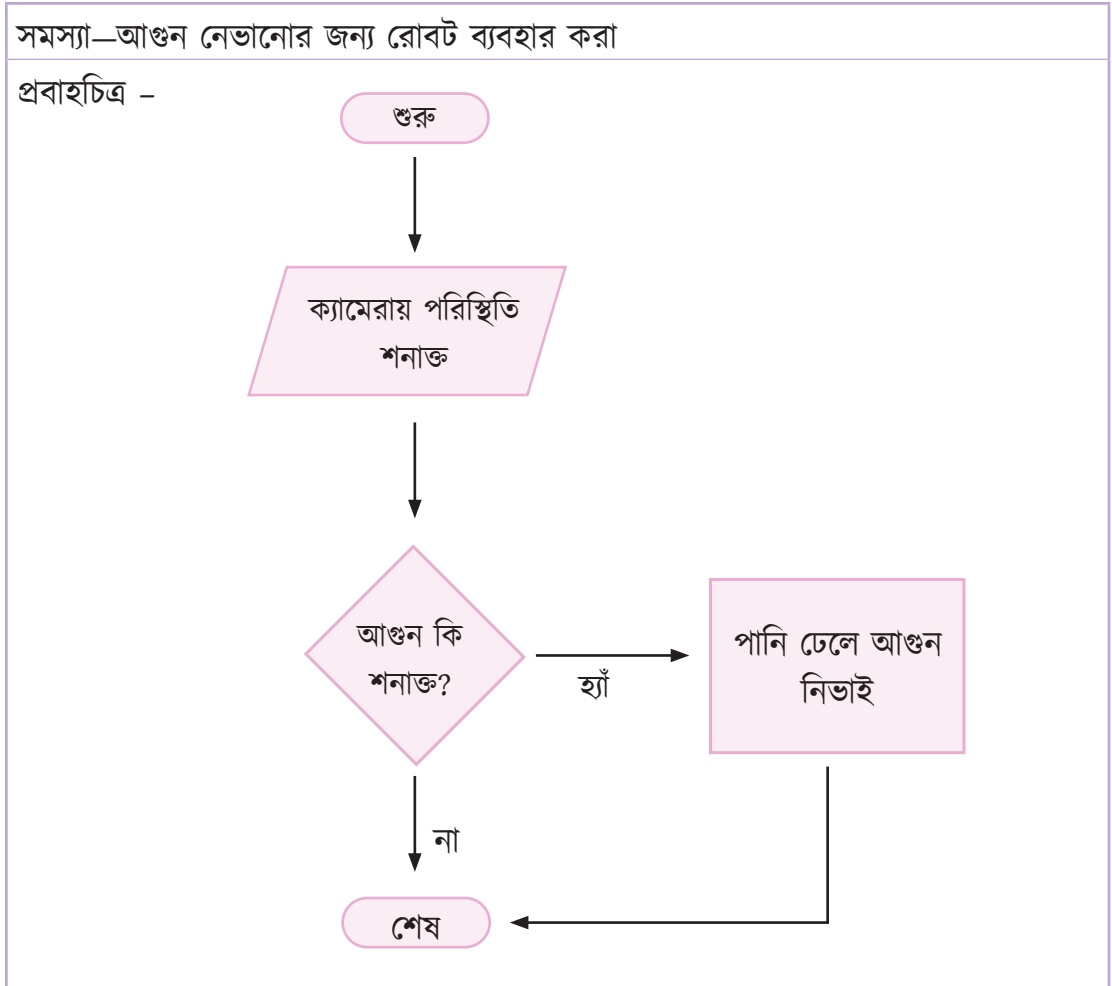 সমস্যা—আগুন নেভানোর জন্য রোবট ব্যবহার করা
প্রবাহচিত্র –
শুরু
ক্যামেরায় পরিস্থিতি
শনাক্ত
আগুন কি
শনাক্ত?
হ্যাঁ
পানি ঢেলে আগুন
নিভাই
না
শেষ